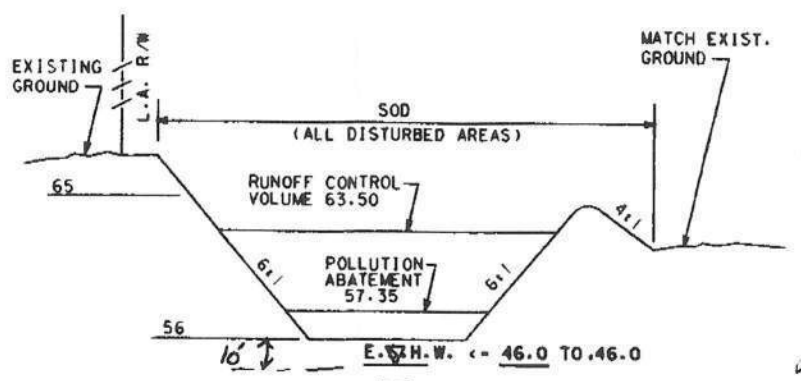 L.A. R/W
EXISTING
GROUND
MATCH EXIST.
GROUND
SOD
(ALL DISTURBED AREAS)
65
RUNOFF CONTROL
VOLUME 63.50
4:1
6:1
POLLUTION
ABATEMENT
57.35
6:1
56
10'
E.S.H.W. <- 46.0 TO .46.0